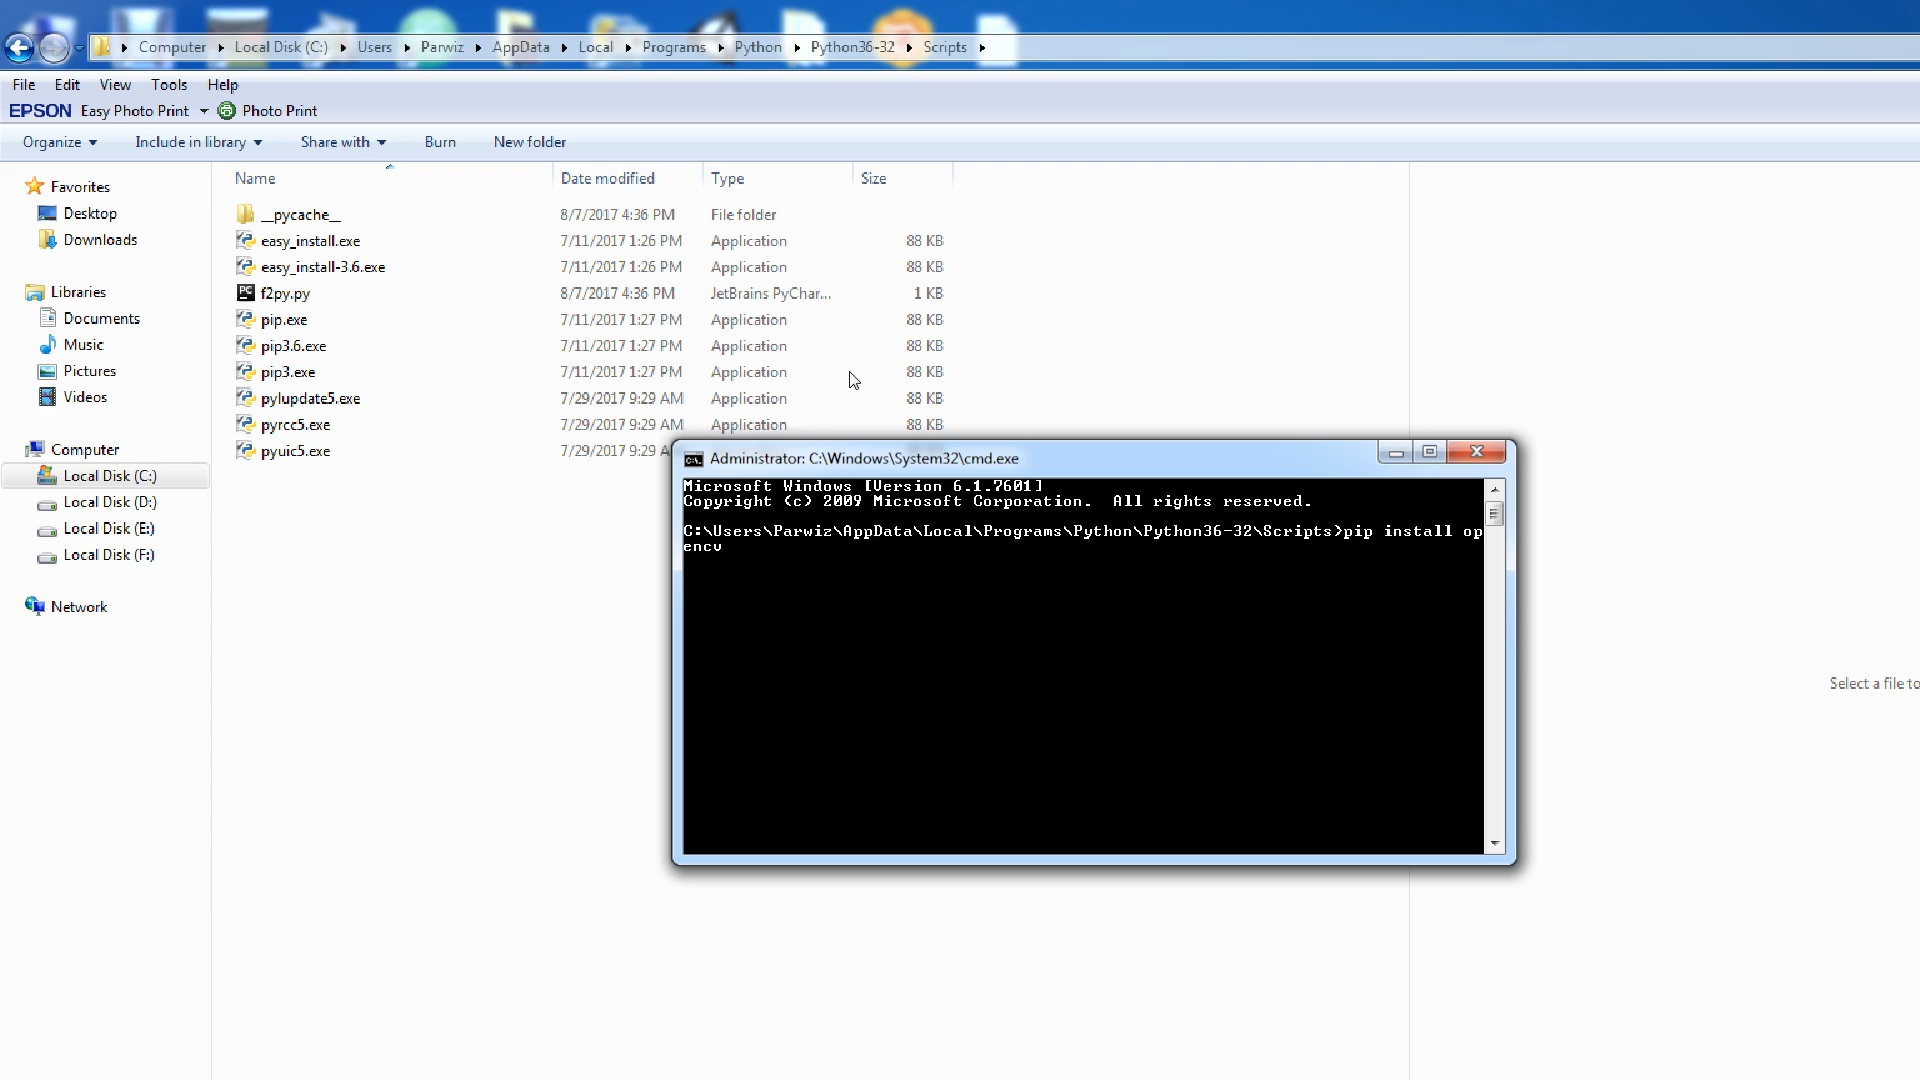 Computer Local Disk (C:) Users Parwiz AppData Local Programs Python Python36-32 Scripts
File Edit View Tools Help
EPSON Easy Photo Print Photo Print
Organize Include in library Share with Burn New folder
Name Date modified Type Size
Favorites
Desktop
Downloads
Libraries
Documents
Music
Pictures
Videos
Computer
Local Disk (C:)
Local Disk (D:)
Local Disk (E:)
Local Disk (F:)
Network
__pycache__ 8/7/2017 4:36 PM File folder
easy_install.exe 7/11/2017 1:26 PM Application 88 KB
easy_install-3.6.exe 7/11/2017 1:26 PM Application 88 KB
f2py.py 8/7/2017 4:36 PM JetBrains PyChar... 1 KB
pip.exe 7/11/2017 1:27 PM Application 88 KB
pip3.6.exe 7/11/2017 1:27 PM Application 88 KB
pip3.exe 7/11/2017 1:27 PM Application 88 KB
pylupdate5.exe 7/29/2017 9:29 AM Application 88 KB
pyrcc5.exe 7/29/2017 9:29 AM Application 88 KB
pyuic5.exe 7/29/2017 9:29 A
Administrator: C:\Windows\System32\cmd.exe
Microsoft Windows [Version 6.1.7601]
Copyright (c) 2009 Microsoft Corporation. All rights reserved.
C:\Users\Parwiz\AppData\Local\Programs\Python\Python36-32\Scripts>pip install op
encv
Select a file to